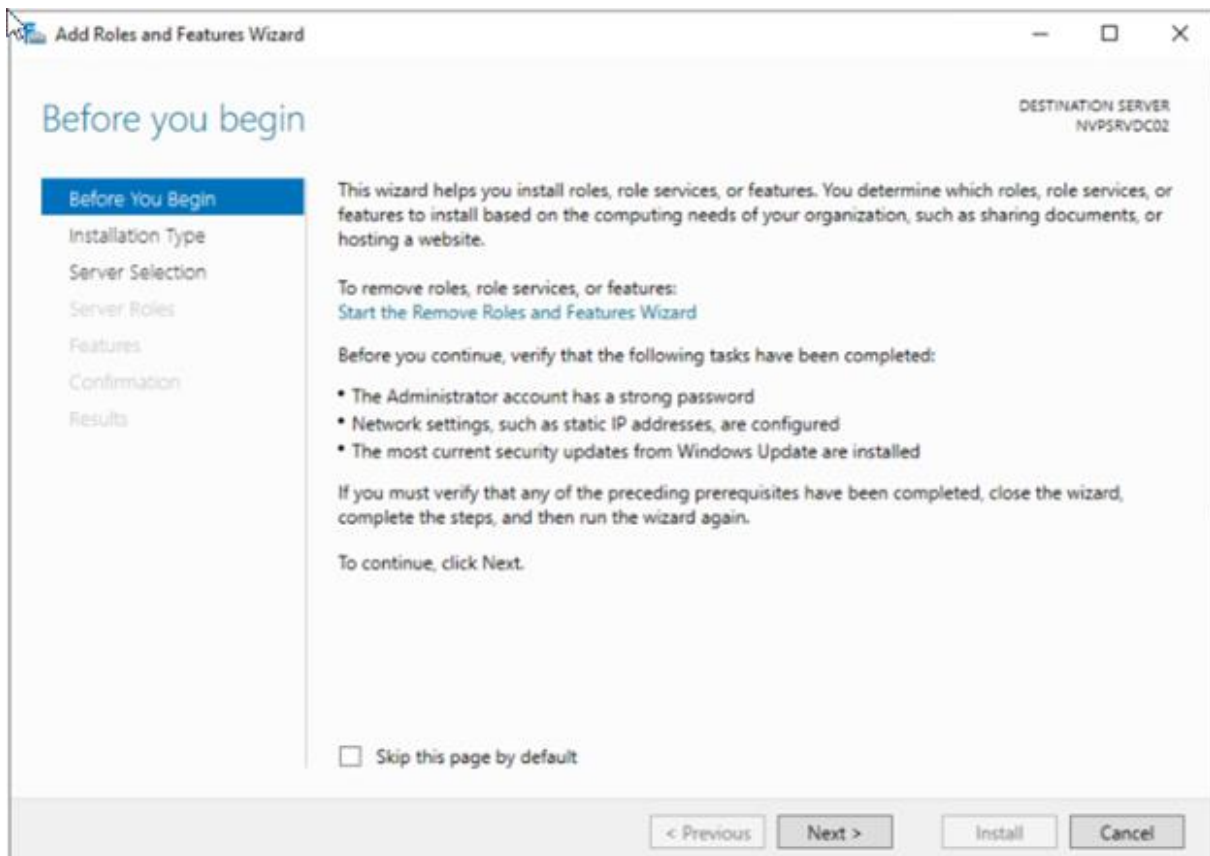 Add Roles and Features Wizard
Before you begin
DESTINATION SERVER
NVPSRVDC02
Before You Begin
Installation Type
Server Selection
Server Roles
Features
Confirmation
Results
This wizard helps you install roles, role services, or features. You determine which roles, role services, or
features to install based on the computing needs of your organization, such as sharing documents, or
hosting a website.
To remove roles, role services, or features:
Start the Remove Roles and Features Wizard
Before you continue, verify that the following tasks have been completed:
• The Administrator account has a strong password
• Network settings, such as static IP addresses, are configured
• The most current security updates from Windows Update are installed
If you must verify that any of the preceding prerequisites have been completed, close the wizard,
complete the steps, and then run the wizard again.
To continue, click Next.
Skip this page by default
< Previous
Next >
Install
Cancel